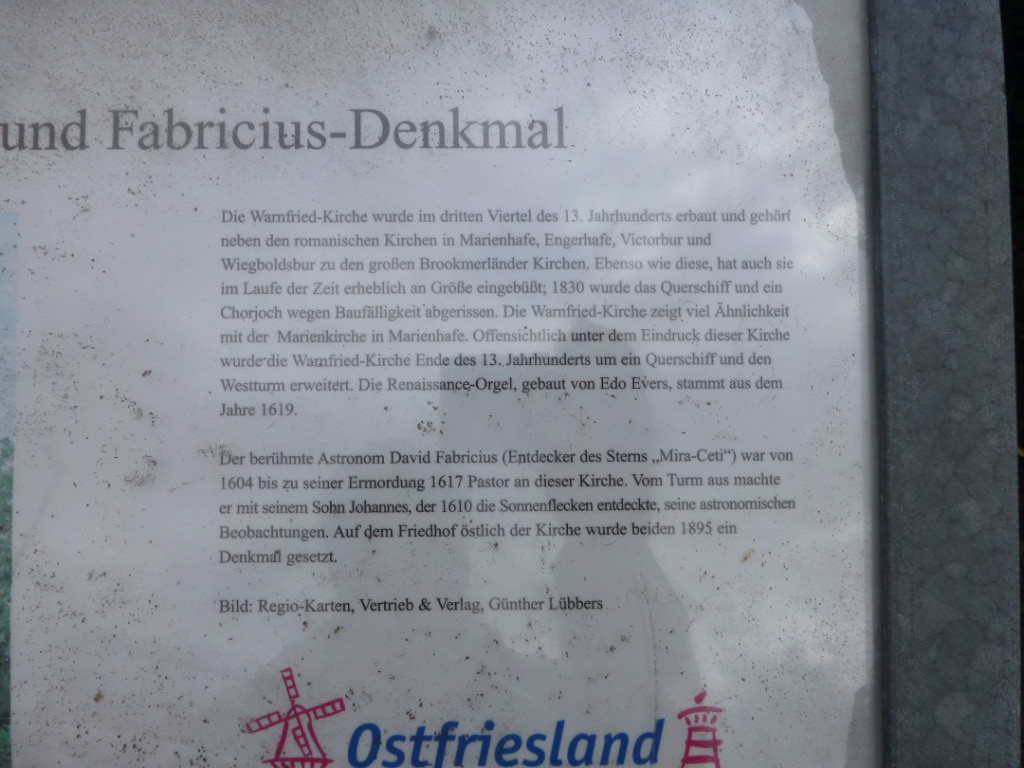 und Fabricius-Denkmal
Die Warnfried-Kirche wurde im dritten Viertel des 13. Jahrhunderts erbaut und gehört
neben den romanischen Kirchen in Marienhafe, Engerhafe, Victorbur und
Wiegboldsbur zu den großen Brookmerländer Kirchen. Ebenso wie diese, hat auch sie
im Laufe der Zeit erheblich an Größe eingebüßt; 1830 wurde das Querschiff und ein
Chorjoch wegen Baufälligkeit abgerissen. Die Warnfried-Kirche zeigt viel Ähnlichkeit
mit der Marienkirche in Marienhafe. Offensichtlich unter dem Eindruck dieser Kirche
wurde die Warnfried-Kirche Ende des 13. Jahrhunderts um ein Querschiff und den
Westturm erweitert. Die Renaissance-Orgel, gebaut von Edo Evers, stammt aus dem
Jahre 1619.
Der berühmte Astronom David Fabricius (Entdecker des Sterns „Mira-Ceti“) war von
1604 bis zu seiner Ermordung 1617 Pastor an dieser Kirche. Vom Turm aus machte
er mit seinem Sohn Johannes, der 1610 die Sonnenflecken entdeckte, seine astronomischen
Beobachtungen. Auf dem Friedhof östlich der Kirche wurde beiden 1895 ein
Denkmal gesetzt.
Bild: Regio-Karten, Vertrieb & Verlag, Günther Lübbers
Ostfriesland